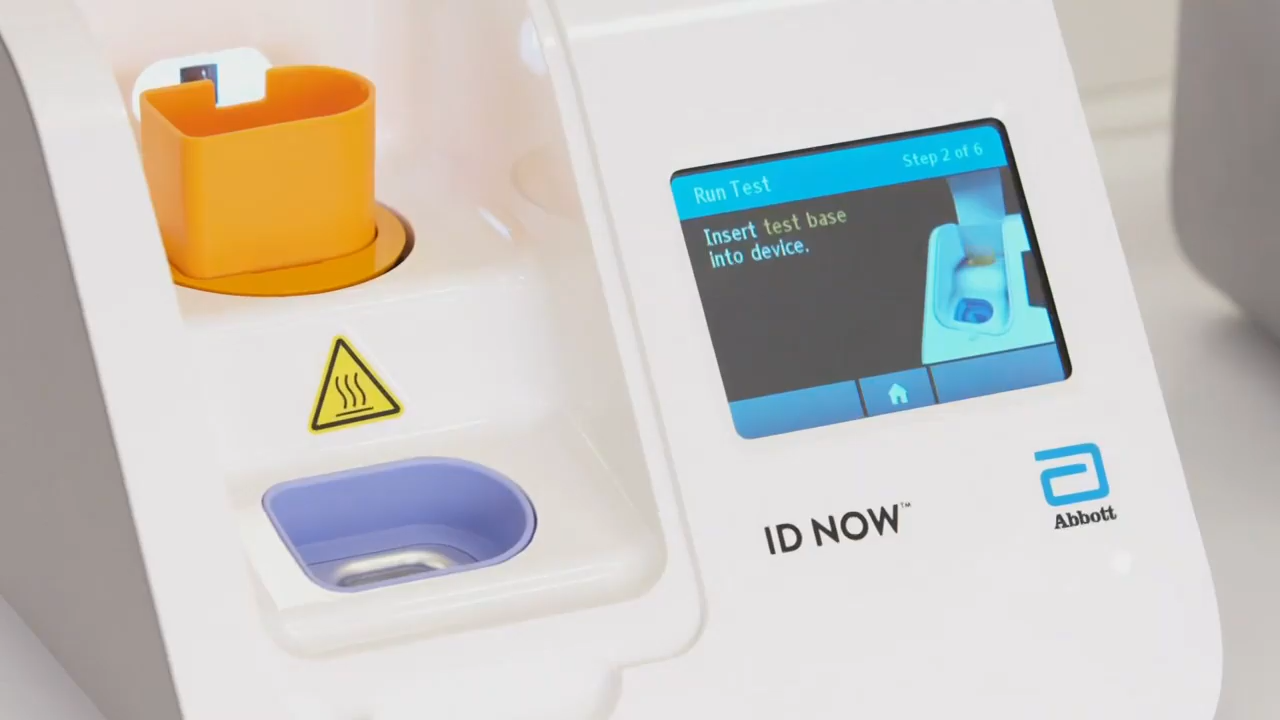 Run Test
Step 2 of 6
Insert test base
into device.
ID NOW™
Abbott